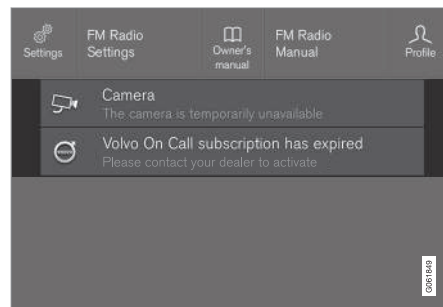 FM Radio
Settings
Settings
Owner's
manual
FM Radio
Manual
Profile
Camera
The camera is temporarily unavailable
Volvo On Call subscription has expired
Please contact your dealer to activate
G061849